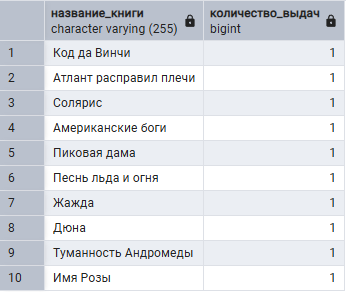 название_книги количество_выдач
character varying (255) bigint
1 Код да Винчи 1
2 Атлант расправил плечи 1
3 Солярис 1
4 Американские боги 1
5 Пиковая дама 1
6 Песнь льда и огня 1
7 Жажда 1
8 Дюна 1
9 Туманность Андромеды 1
10 Имя Розы 1